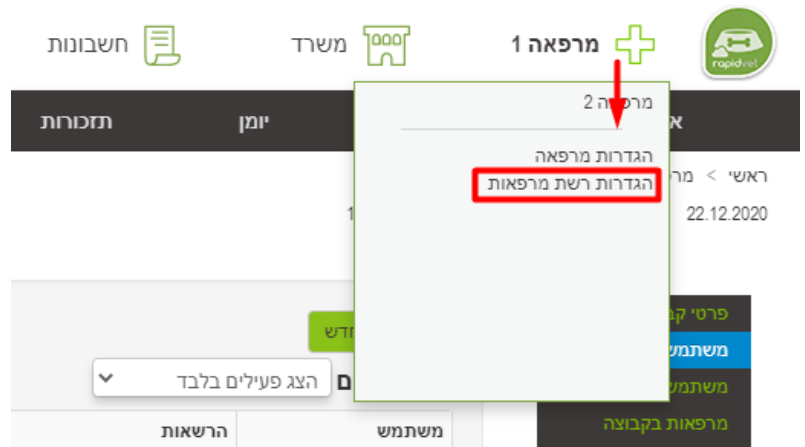 rapidvet
מרפאה 1
משרד
חשבונות
מרפאה 2
יומן
תזכורות
הגדרות מרפאה
הגדרות רשת מרפאות
ראשי >
22.12.2020
הצג פעילים בלבד
משתמש
הרשאות
פרטי
מרפאות בקבוצה